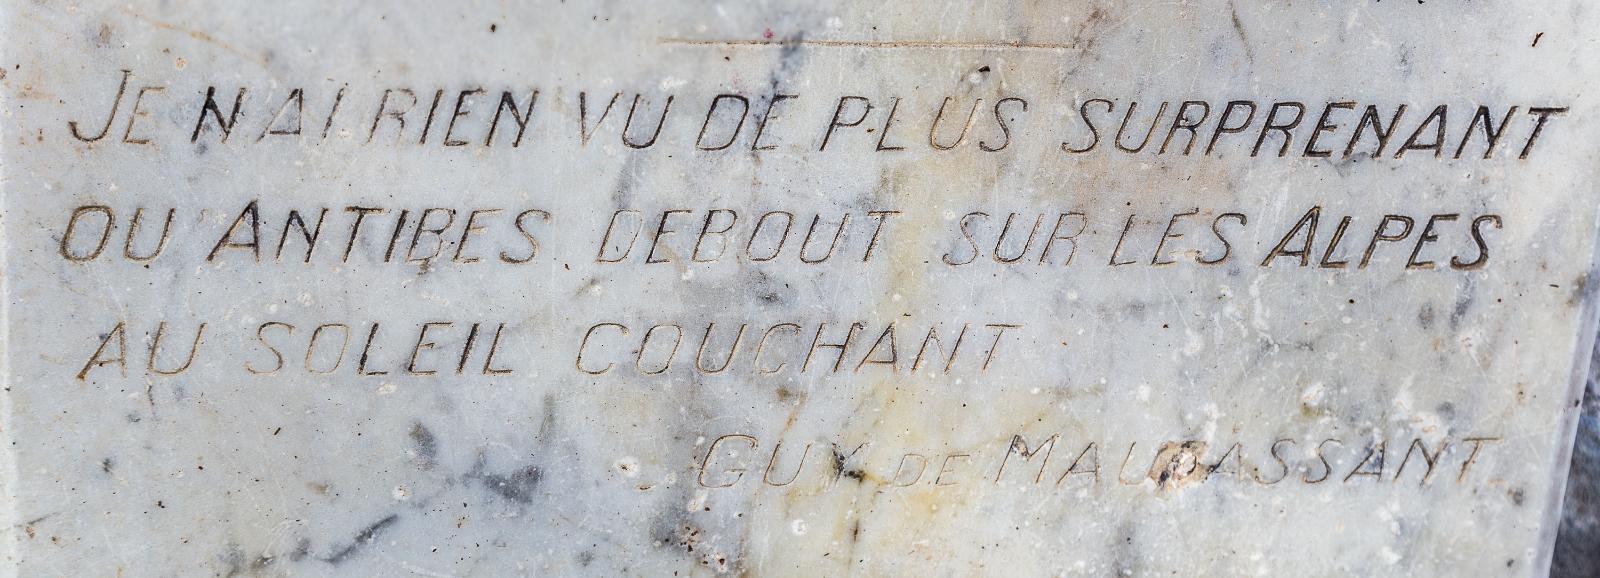 JE N'AI RIEN VU DE PLUS SURPRENANT
QU'ANTIBES DEBOUT SUR LES ALPES
AU SOLEIL COUCHANT
GUY DE MAUPASSANT.